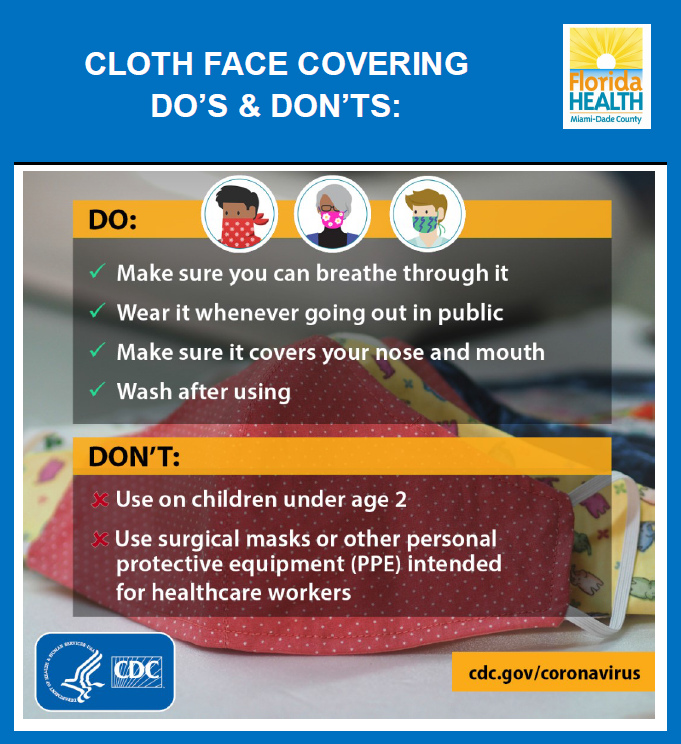 CLOTH FACE COVERING
DO'S & DON'TS:
Florida
HEALTH
Miami-Dade County
DO:
Make sure you can breathe through it
Wear it whenever going out in public
Make sure it covers your nose and mouth
Wash after using
DON'T:
Use on children under age 2
Use surgical masks or other personal
protective equipment (PPE) intended
for healthcare workers
DEPARTMENT OF HEALTH & HUMAN SERVICES USA
CDC
cdc.gov/coronavirus